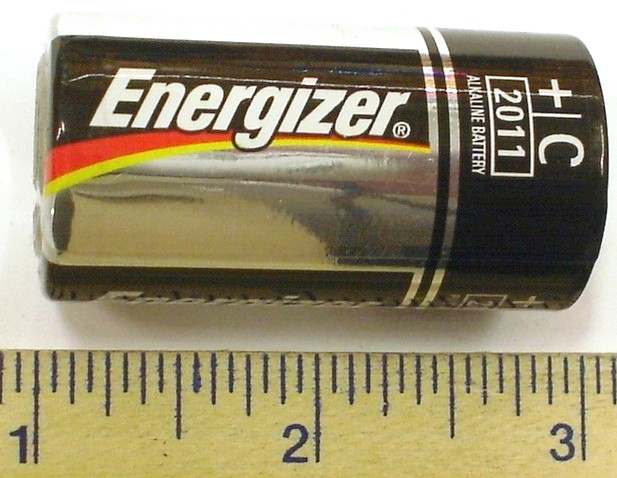 Energizer®
ALKALINE BATTERY
2011
+ C
1 2 3